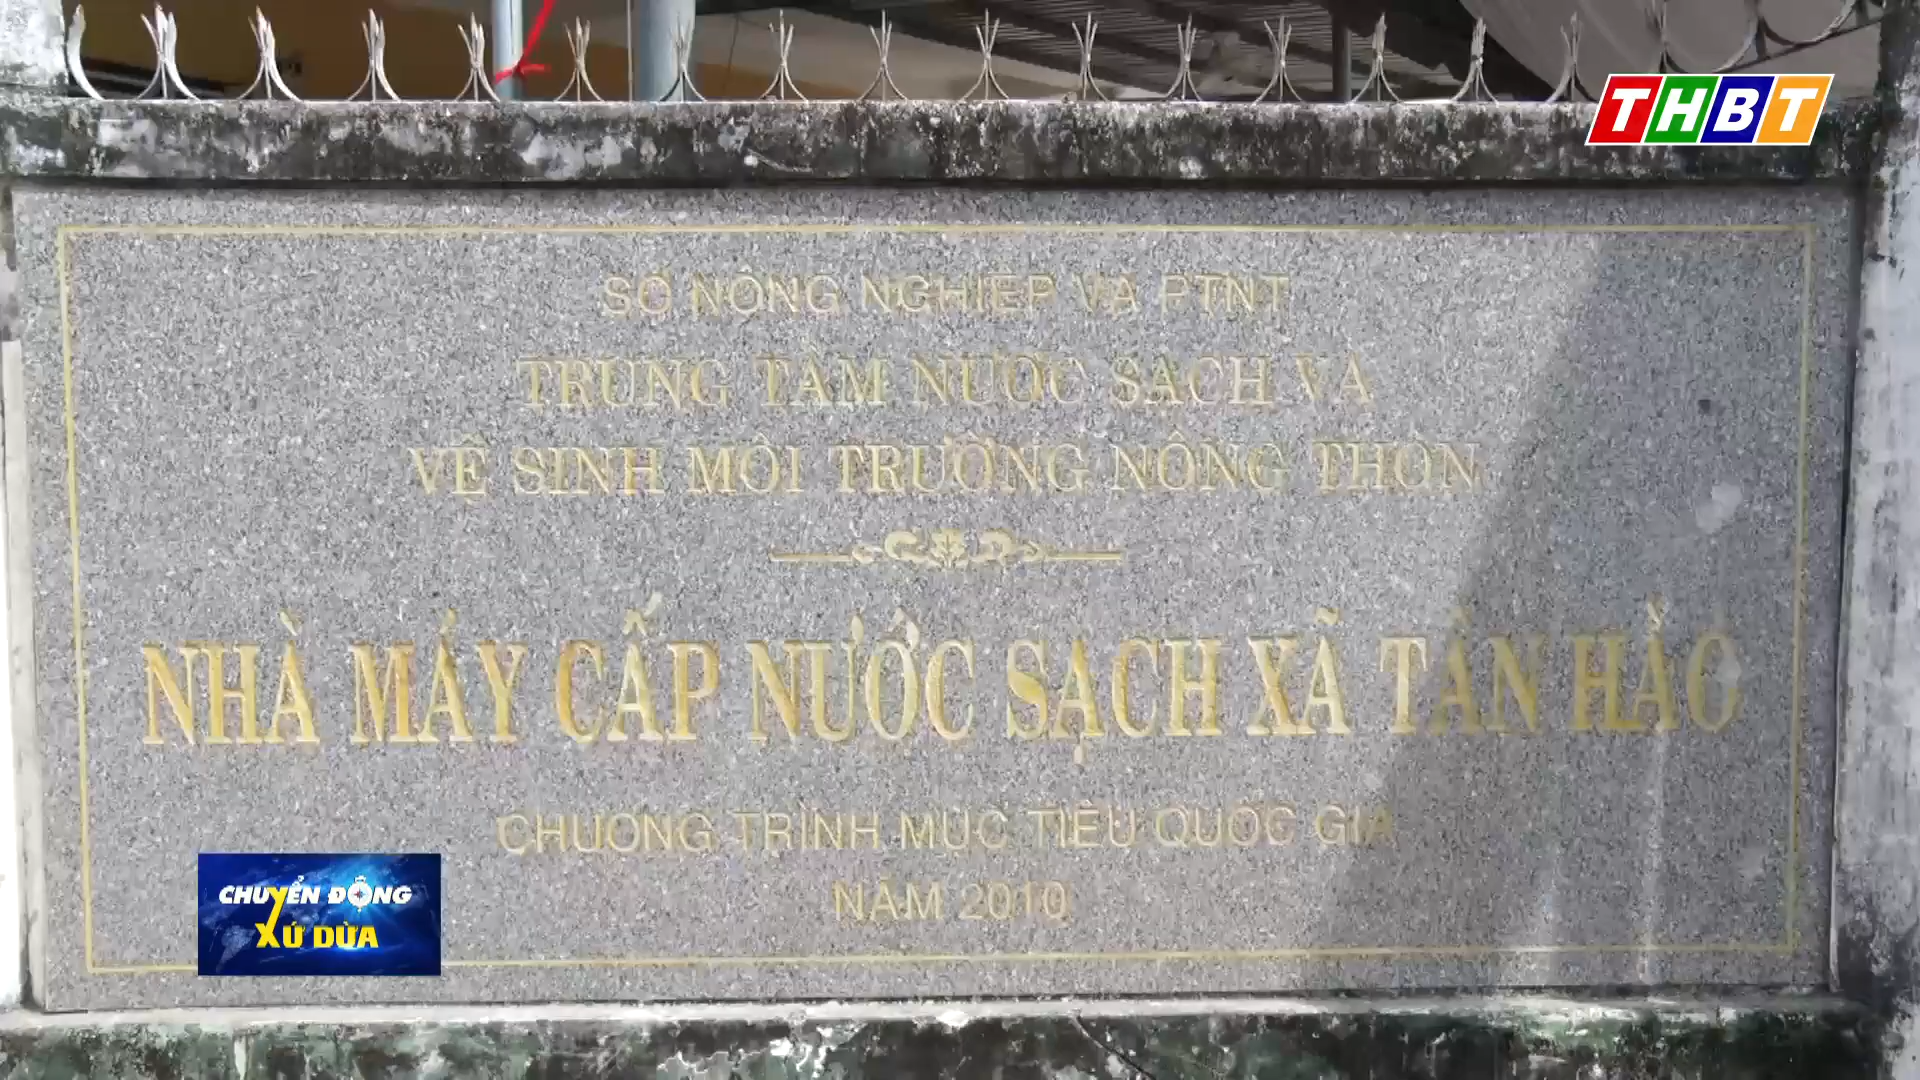 THBT
SỞ NÔNG NGHIỆP VÀ PTNT
TRUNG TÂM NƯỚC SẠCH VÀ
VỆ SINH MÔI TRƯỜNG NÔNG THÔN
NHÀ MÁY CẤP NƯỚC SẠCH XÃ TÂN HÀO
CHƯƠNG TRÌNH MỤC TIÊU QUỐC GIA
NĂM 2010
CHUYỂN ĐỘNG
XỨ DỪA